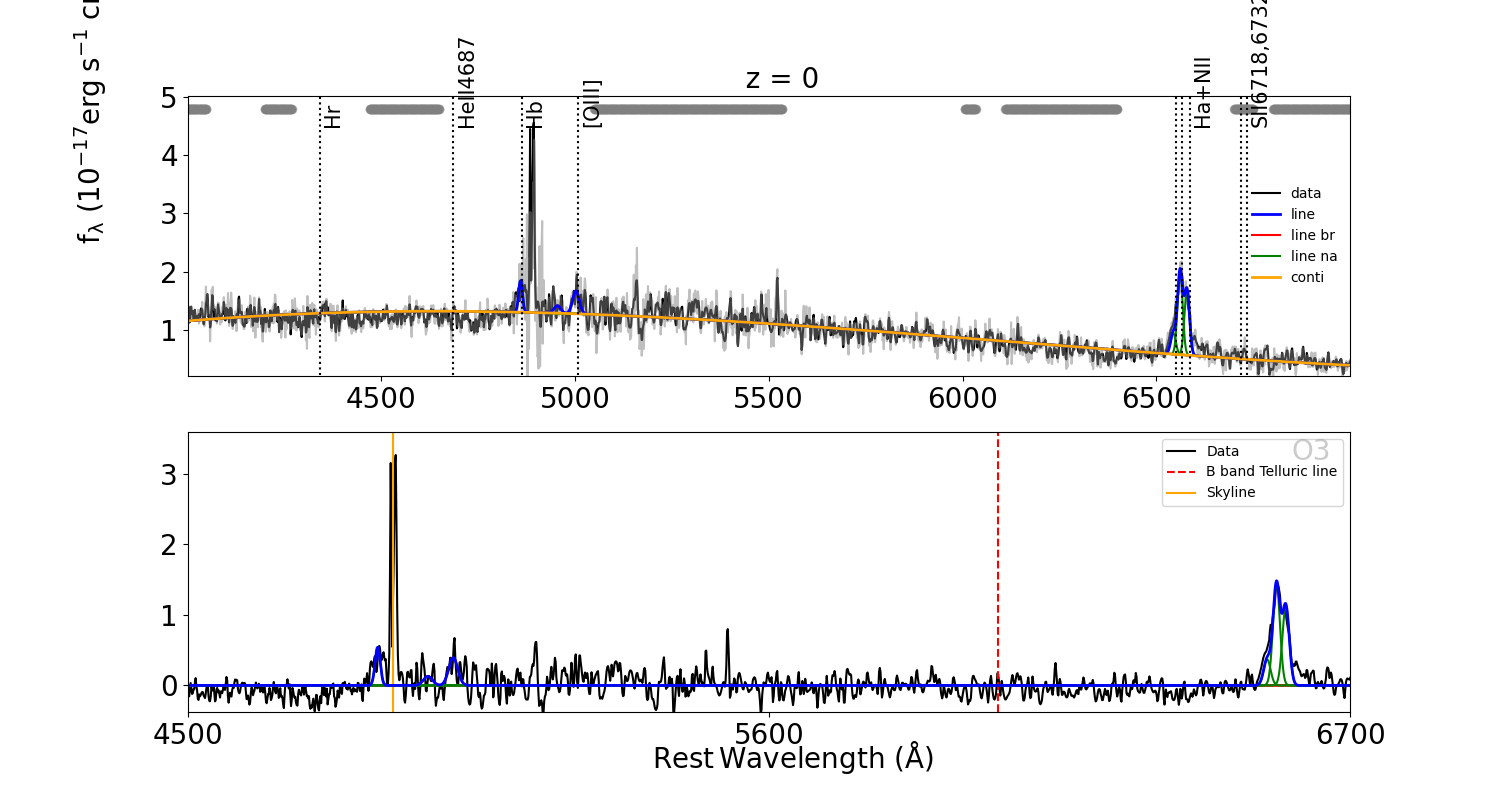 z = 0
f_λ (10^{-17}erg s^{-1} c
Hr
HeII4687
Hb
[OIII]
Ha+NII
SII6718,6732
5
4
3
2
1
data
line
line br
line na
conti
4500 5000 5500 6000 6500
O3
Data
B band Telluric line
Skyline
3
2
1
0
4500 5600 6700
Rest Wavelength (Å)